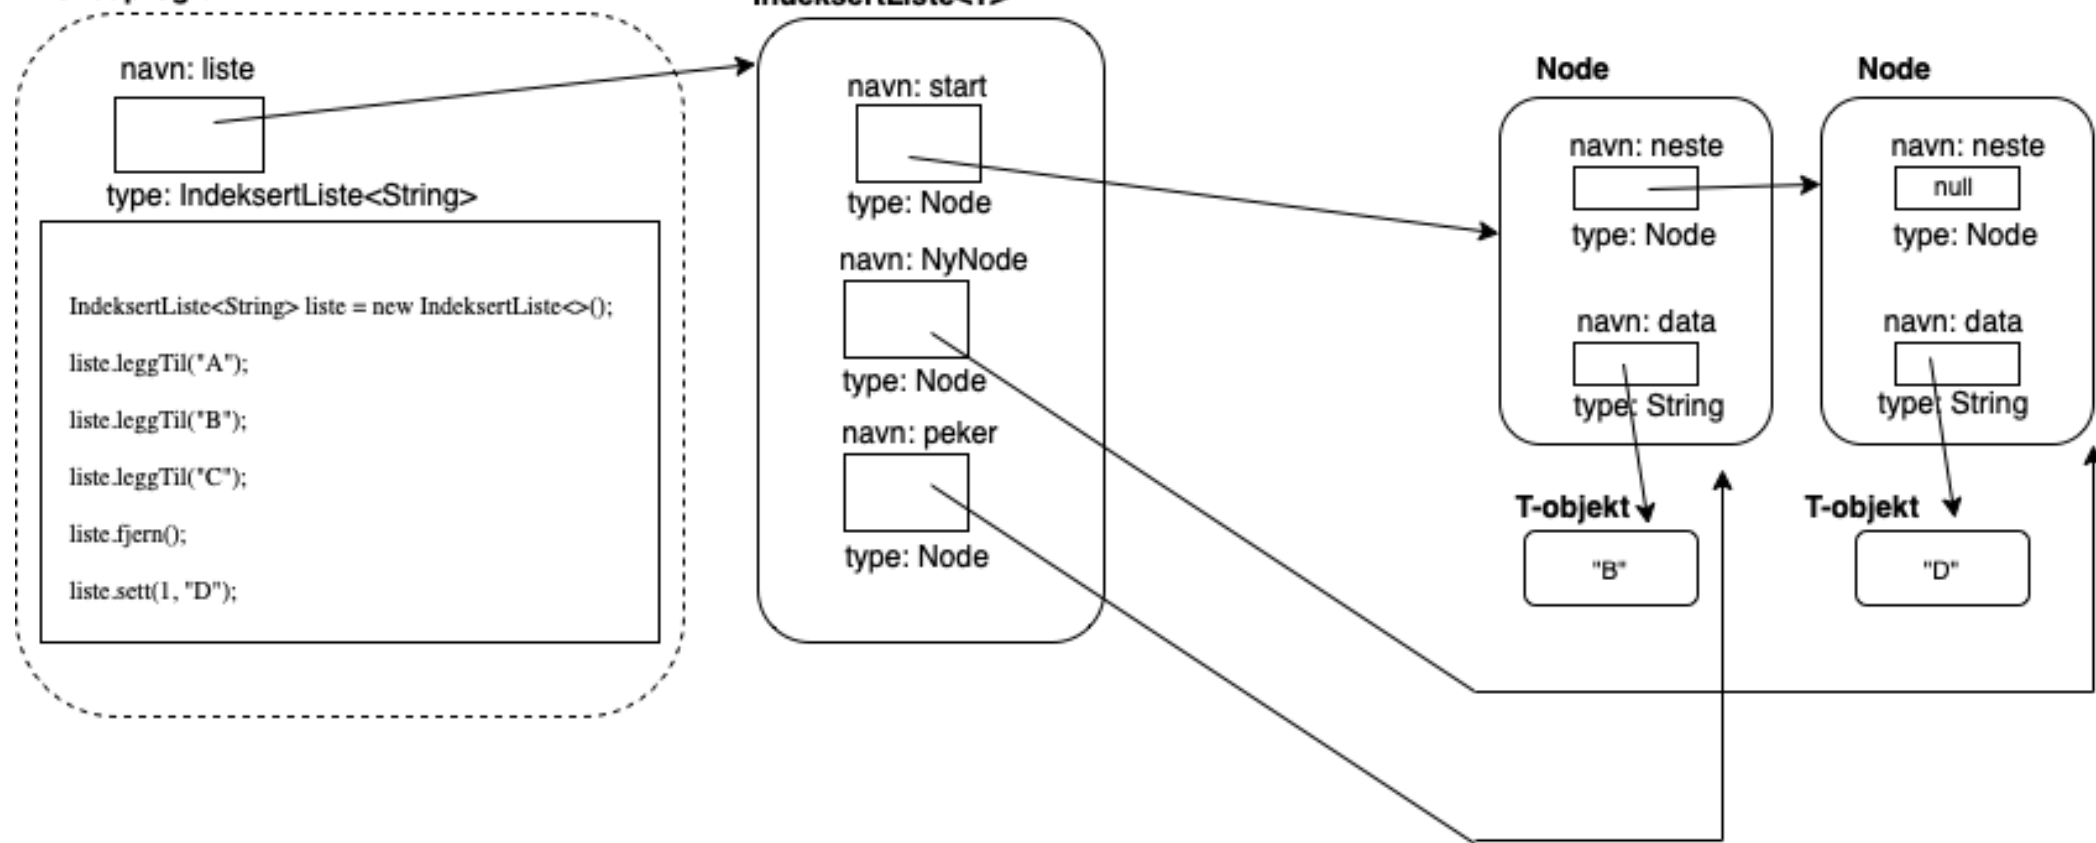 IndeksertListe<T>
navn: liste
type: IndeksertListe<String>
IndeksertListe<String> liste = new IndeksertListe<>();
liste.leggTil("A");
liste.leggTil("B");
liste.leggTil("C");
liste.fjern();
liste.sett(1, "D");
navn: start
type: Node
navn: NyNode
type: Node
navn: peker
type: Node
Node
navn: neste
type: Node
navn: data
type: String
T-objekt
"B"
Node
navn: neste
null
type: Node
navn: data
type: String
T-objekt
"D"